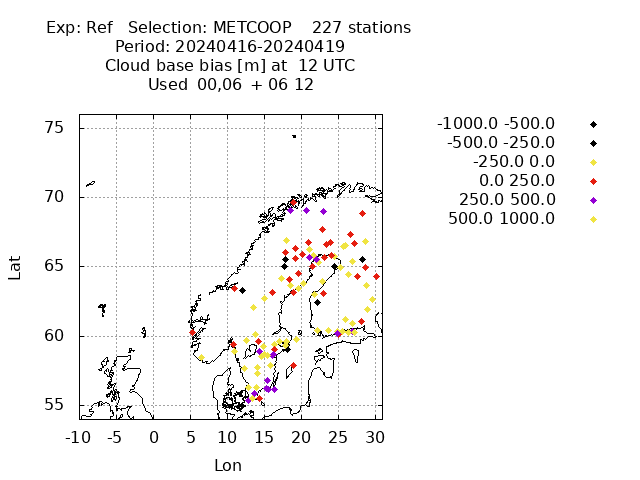 Exp: Ref   Selection: METCOOP    227 stations
Period: 20240416-20240419
Cloud base bias [m] at  12 UTC
Used  00,06  + 06 12
-1000.0 -500.0
-500.0 -250.0
-250.0 0.0
0.0 250.0
250.0 500.0
500.0 1000.0
75
70
65
60
55
Lat
-10 -5 0 5 10 15 20 25 30
Lon